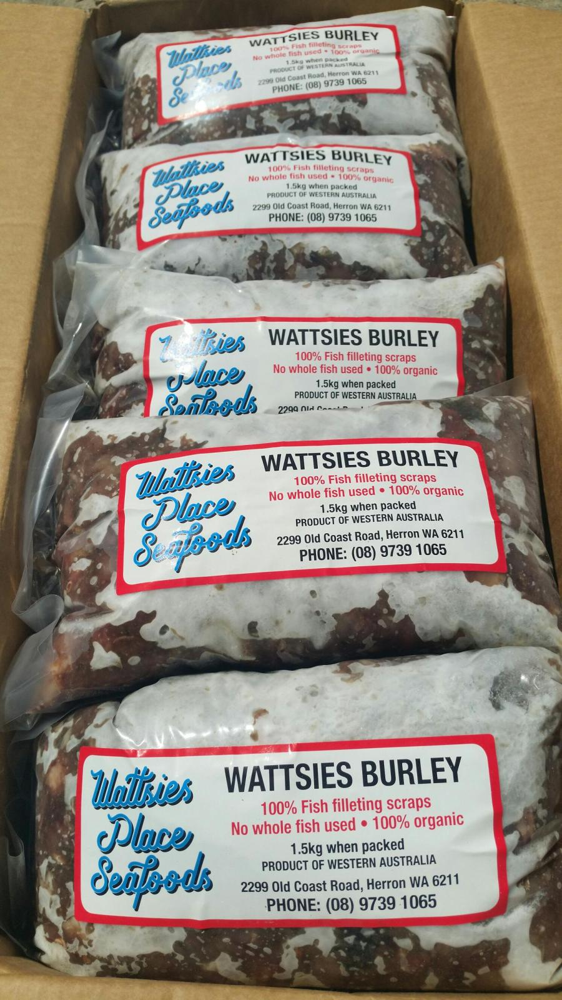 Wattsies
Place
Seafoods
WATTSIES BURLEY
100% Fish filleting scraps
No whole fish used • 100% organic
1.5kg when packed
PRODUCT OF WESTERN AUSTRALIA
2299 Old Coast Road, Herron WA 6211
PHONE: (08) 9739 1065
Wattsies
Place
Seafoods
WATTSIES BURLEY
100% Fish filleting scraps
No whole fish used • 100% organic
1.5kg when packed
PRODUCT OF WESTERN AUSTRALIA
2299 Old Coast Road, Herron WA 6211
PHONE: (08) 9739 1065
Wattsies
Place
Seafoods
WATTSIES BURLEY
100% Fish filleting scraps
No whole fish used • 100% organic
1.5kg when packed
PRODUCT OF WESTERN AUSTRALIA
2299 Old Coast
Wattsies
Place
Seafoods
WATTSIES BURLEY
100% Fish filleting scraps
No whole fish used • 100% organic
1.5kg when packed
PRODUCT OF WESTERN AUSTRALIA
2299 Old Coast Road, Herron WA 6211
PHONE: (08) 9739 1065
Wattsies
Place
Seafoods
WATTSIES BURLEY
100% Fish filleting scraps
No whole fish used • 100% organic
1.5kg when packed
PRODUCT OF WESTERN AUSTRALIA
2299 Old Coast Road, Herron WA 6211
PHONE: (08) 9739 1065